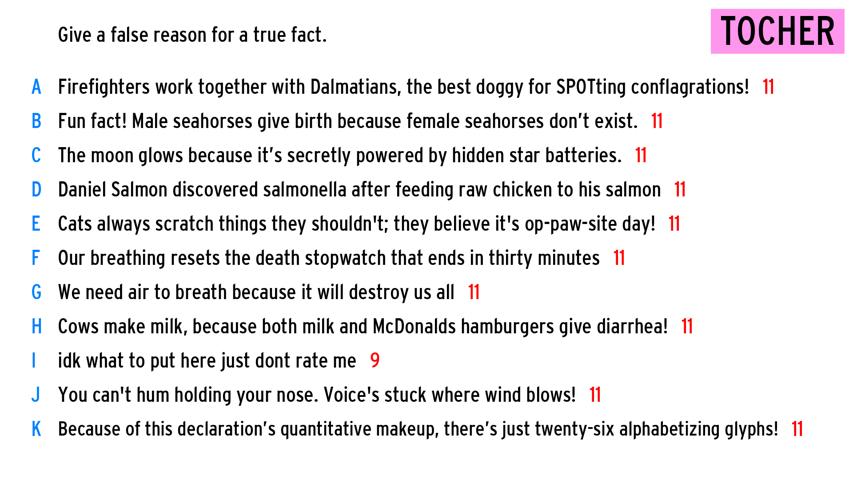 Give a false reason for a true fact.
TOCHER
A Firefighters work together with Dalmatians, the best doggy for SPOTting conflagrations! 11
B Fun fact! Male seahorses give birth because female seahorses don’t exist. 11
C The moon glows because it’s secretly powered by hidden star batteries. 11
D Daniel Salmon discovered salmonella after feeding raw chicken to his salmon 11
E Cats always scratch things they shouldn't; they believe it's op-paw-site day! 11
F Our breathing resets the death stopwatch that ends in thirty minutes 11
G We need air to breath because it will destroy us all 11
H Cows make milk, because both milk and McDonalds hamburgers give diarrhea! 11
I idk what to put here just dont rate me 9
J You can't hum holding your nose. Voice's stuck where wind blows! 11
K Because of this declaration’s quantitative makeup, there’s just twenty-six alphabetizing glyphs! 11